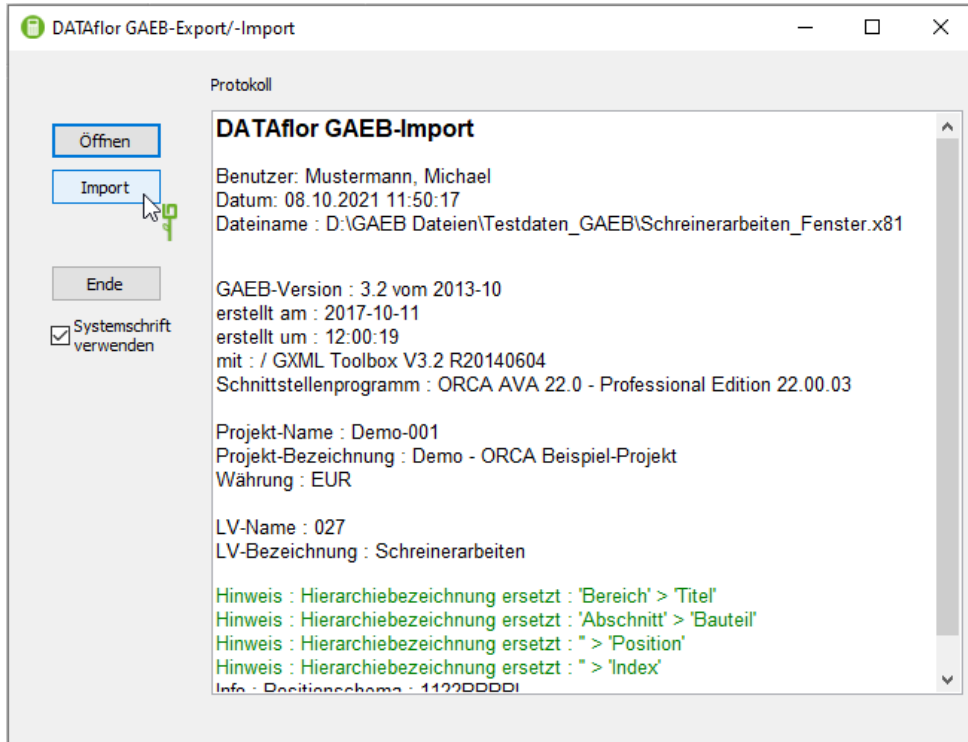 DATAflor GAEB-Export/-Import
Protokoll
Öffnen
Import
Ende
Systemschrift
verwenden
DATAflor GAEB-Import
Benutzer: Mustermann, Michael
Datum: 08.10.2021 11:50:17
Dateiname : D:\GAEB Dateien\Testdaten_GAEB\Schreinerarbeiten_Fenster.x81
GAEB-Version : 3.2 vom 2013-10
erstellt am : 2017-10-11
erstellt um : 12:00:19
mit : / GXML Toolbox V3.2 R20140604
Schnittstellenprogramm : ORCA AVA 22.0 - Professional Edition 22.00.03
Projekt-Name : Demo-001
Projekt-Bezeichnung : Demo - ORCA Beispiel-Projekt
Währung : EUR
LV-Name : 027
LV-Bezeichnung : Schreinerarbeiten
Hinweis : Hierarchiebezeichnung ersetzt : 'Bereich' > 'Titel'
Hinweis : Hierarchiebezeichnung ersetzt : 'Abschnitt' > 'Bauteil'
Hinweis : Hierarchiebezeichnung ersetzt : '' > 'Position'
Hinweis : Hierarchiebezeichnung ersetzt : '' > 'Index'
Info : Positionschema :